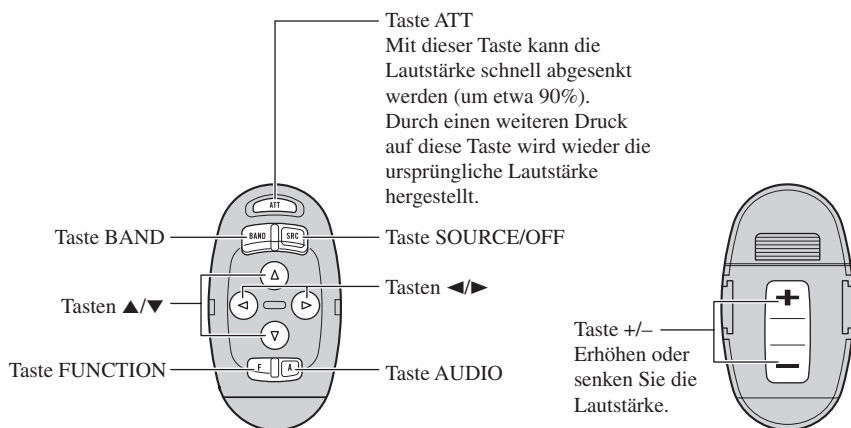 Taste ATT
Mit dieser Taste kann die
Lautstärke schnell abgesenkt
werden (um etwa 90%).
Durch einen weiteren Druck
auf diese Taste wird wieder die
ursprüngliche Lautstärke
hergestellt.
ATT
Taste BAND
BAND
SRC
Taste SOURCE/OFF
Tasten ▲/▼
Tasten ◄/►
Taste FUNCTION
F
A
Taste AUDIO
Taste +/–
Erhöhen oder
senken Sie die
Lautstärke.
+
–